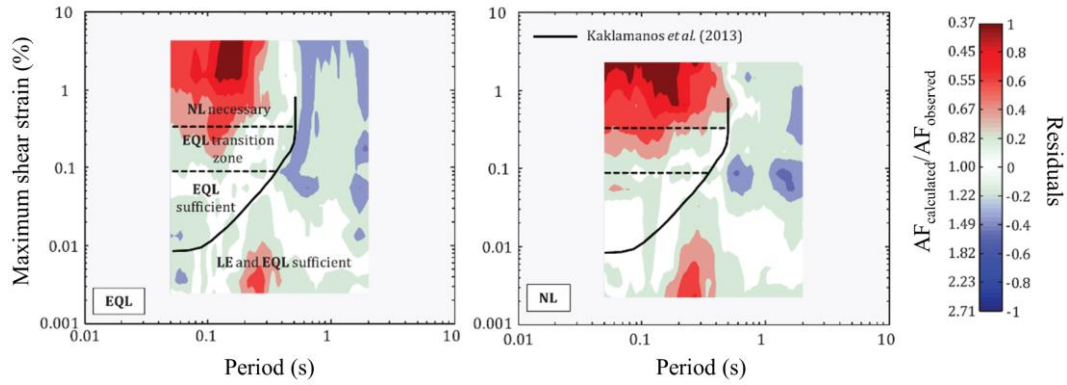 Maximum shear strain (%)
10
1
0.1
0.01
0.001
NL necessary
EQL transition
zone
EQL
sufficient
LE and EQL sufficient
EQL
0.01
0.1
1
10
Period (s)
10
1
0.1
0.01
0.001
Kaklamanos et al. (2013)
NL
0.01
0.1
1
10
Period (s)
0.37
0.45
0.55
0.67
0.82
1.00
1.22
1.49
1.82
2.23
2.71
AFcalculated/AFobserved
1
0.8
0.6
0.4
0.2
0
-0.2
-0.4
-0.6
-0.8
-1
Residuals